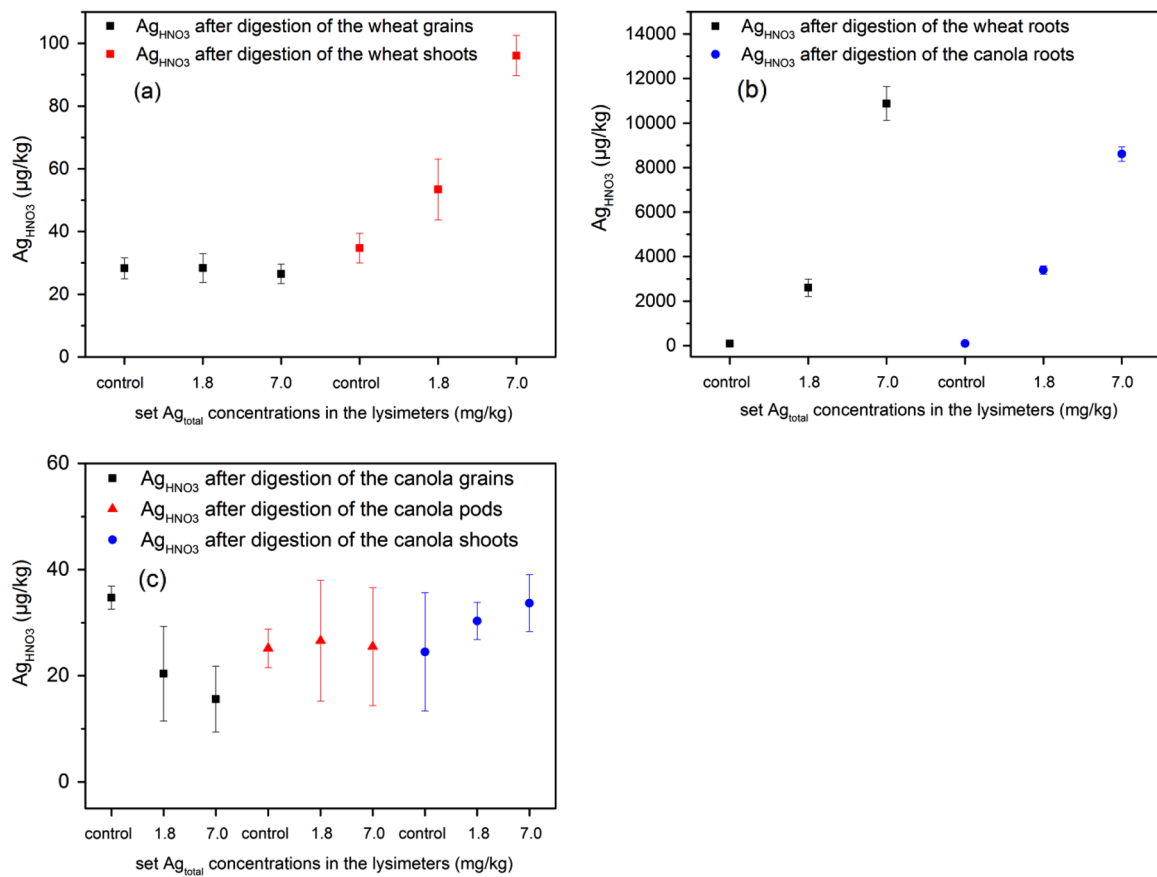 Ag_HNO3 after digestion of the wheat grains
Ag_HNO3 after digestion of the wheat shoots
(a)
Ag_HNO3 (µg/kg)
100
80
60
40
20
0
control 1.8 7.0 control 1.8 7.0
set Ag_total concentrations in the lysimeters (mg/kg)
Ag_HNO3 after digestion of the wheat roots
Ag_HNO3 after digestion of the canola roots
(b)
Ag_HNO3 (µg/kg)
14000
12000
10000
8000
6000
4000
2000
0
control 1.8 7.0 control 1.8 7.0
set Ag_total concentrations in the lysimeters (mg/kg)
Ag_HNO3 after digestion of the canola grains
Ag_HNO3 after digestion of the canola pods
Ag_HNO3 after digestion of the canola shoots
(c)
Ag_HNO3 (µg/kg)
60
40
20
0
control 1.8 7.0 control 1.8 7.0 control 1.8 7.0
set Ag_total concentrations in the lysimeters (mg/kg)